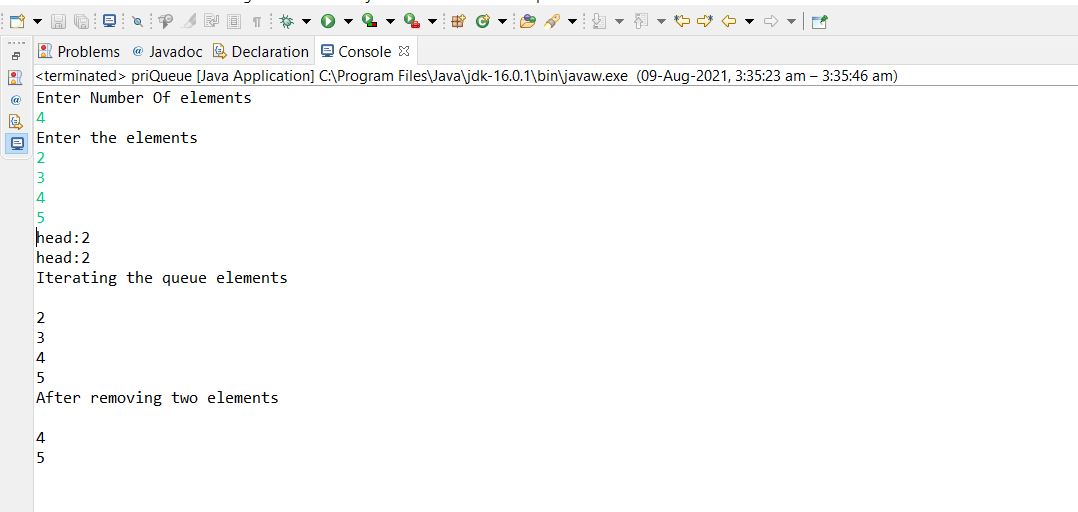 Problems @ Javadoc Declaration Console
<terminated> priQueue [Java Application] C:\Program Files\Java\jdk-16.0.1\bin\javaw.exe (09-Aug-2021, 3:35:23 am – 3:35:46 am)
Enter Number Of elements
4
Enter the elements
2
3
4
5
head:2
head:2
Iterating the queue elements
2
3
4
5
After removing two elements
4
5